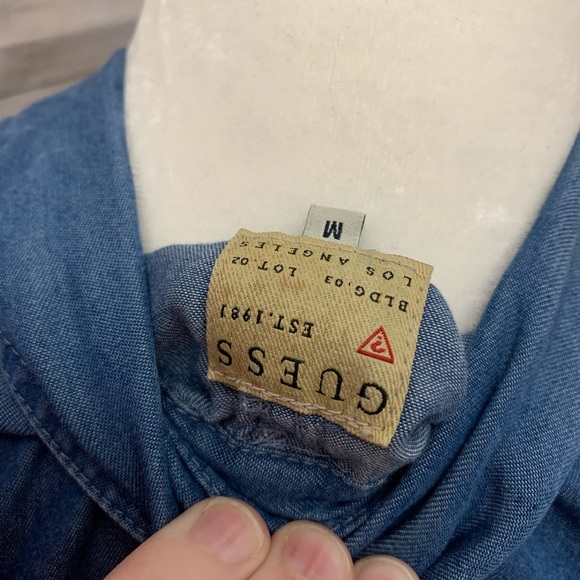 GUESS
?
EST.1981
BLDG.03 LOT.02
LOS ANGELES
M